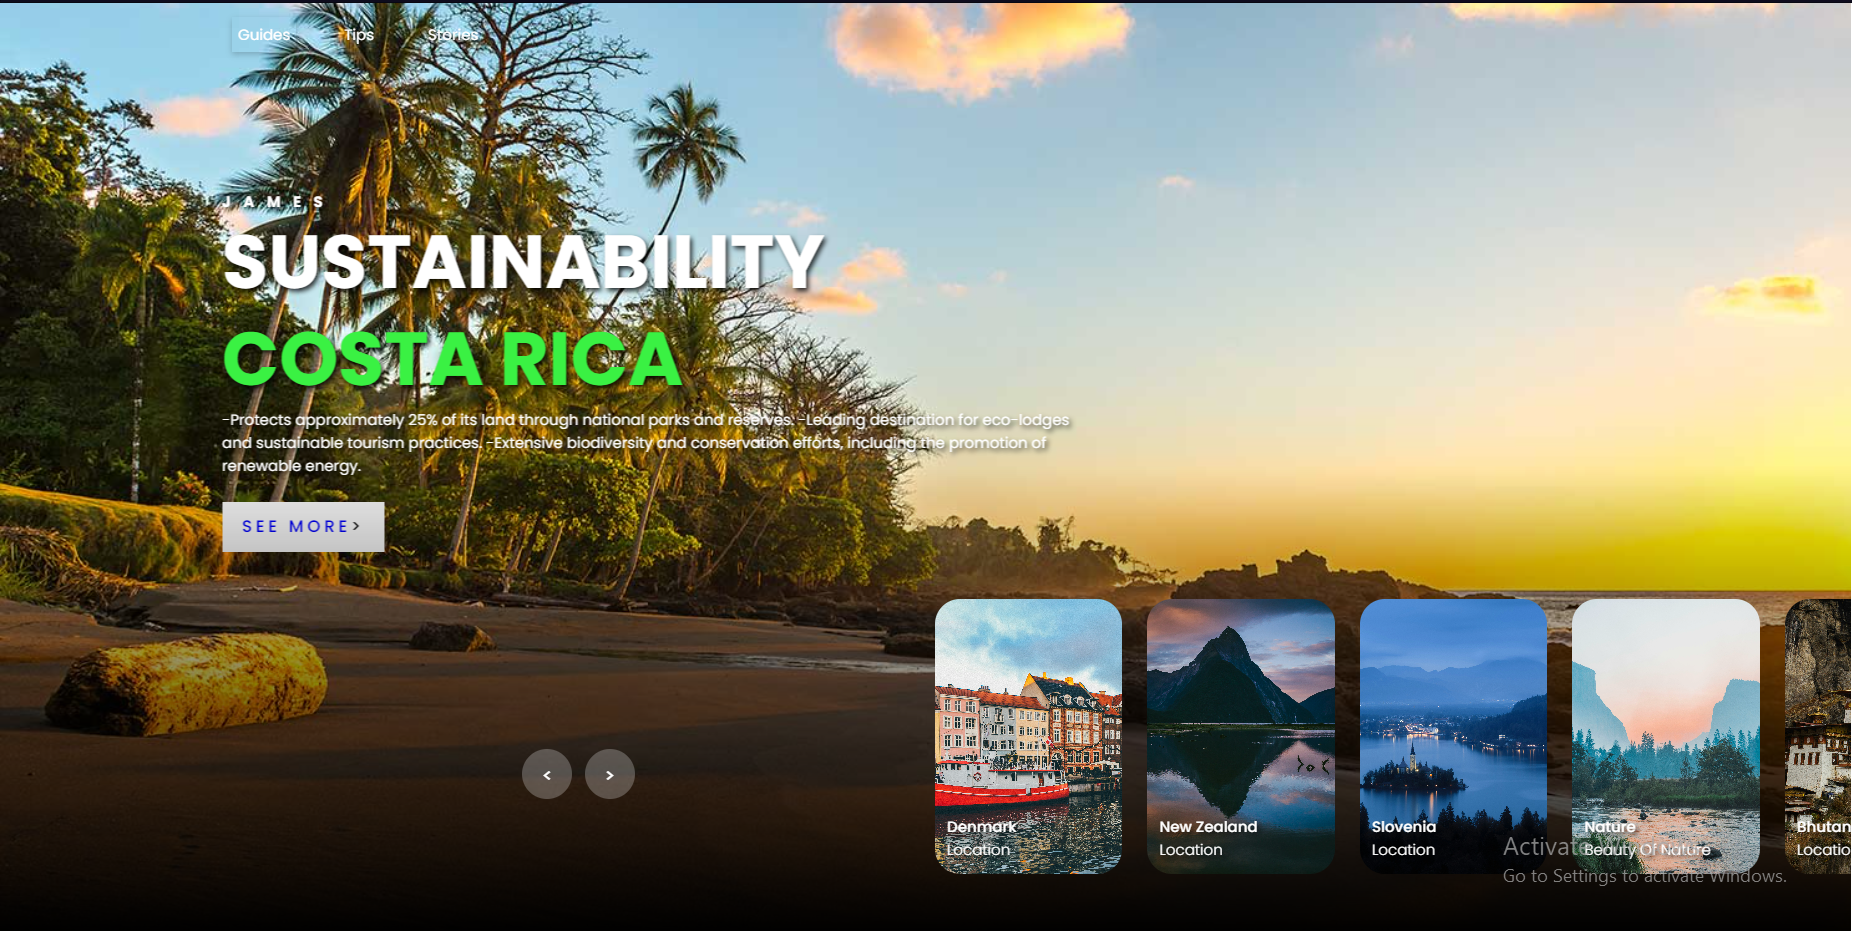 Guides Tips Stories
JAMES
SUSTAINABILITY
COSTA RICA
-Protects approximately 25% of its land through national parks and reserves. -Leading destination for eco-lodges
and sustainable tourism practices. -Extensive biodiversity and conservation efforts, including the promotion of
renewable energy.
SEE MORE>
< >
Denmark
Location
New Zealand
Location
Slovenia
Location
Nature
Beauty Of Nature
Bhutan
Locatio
Go to Settings to activate Windows.